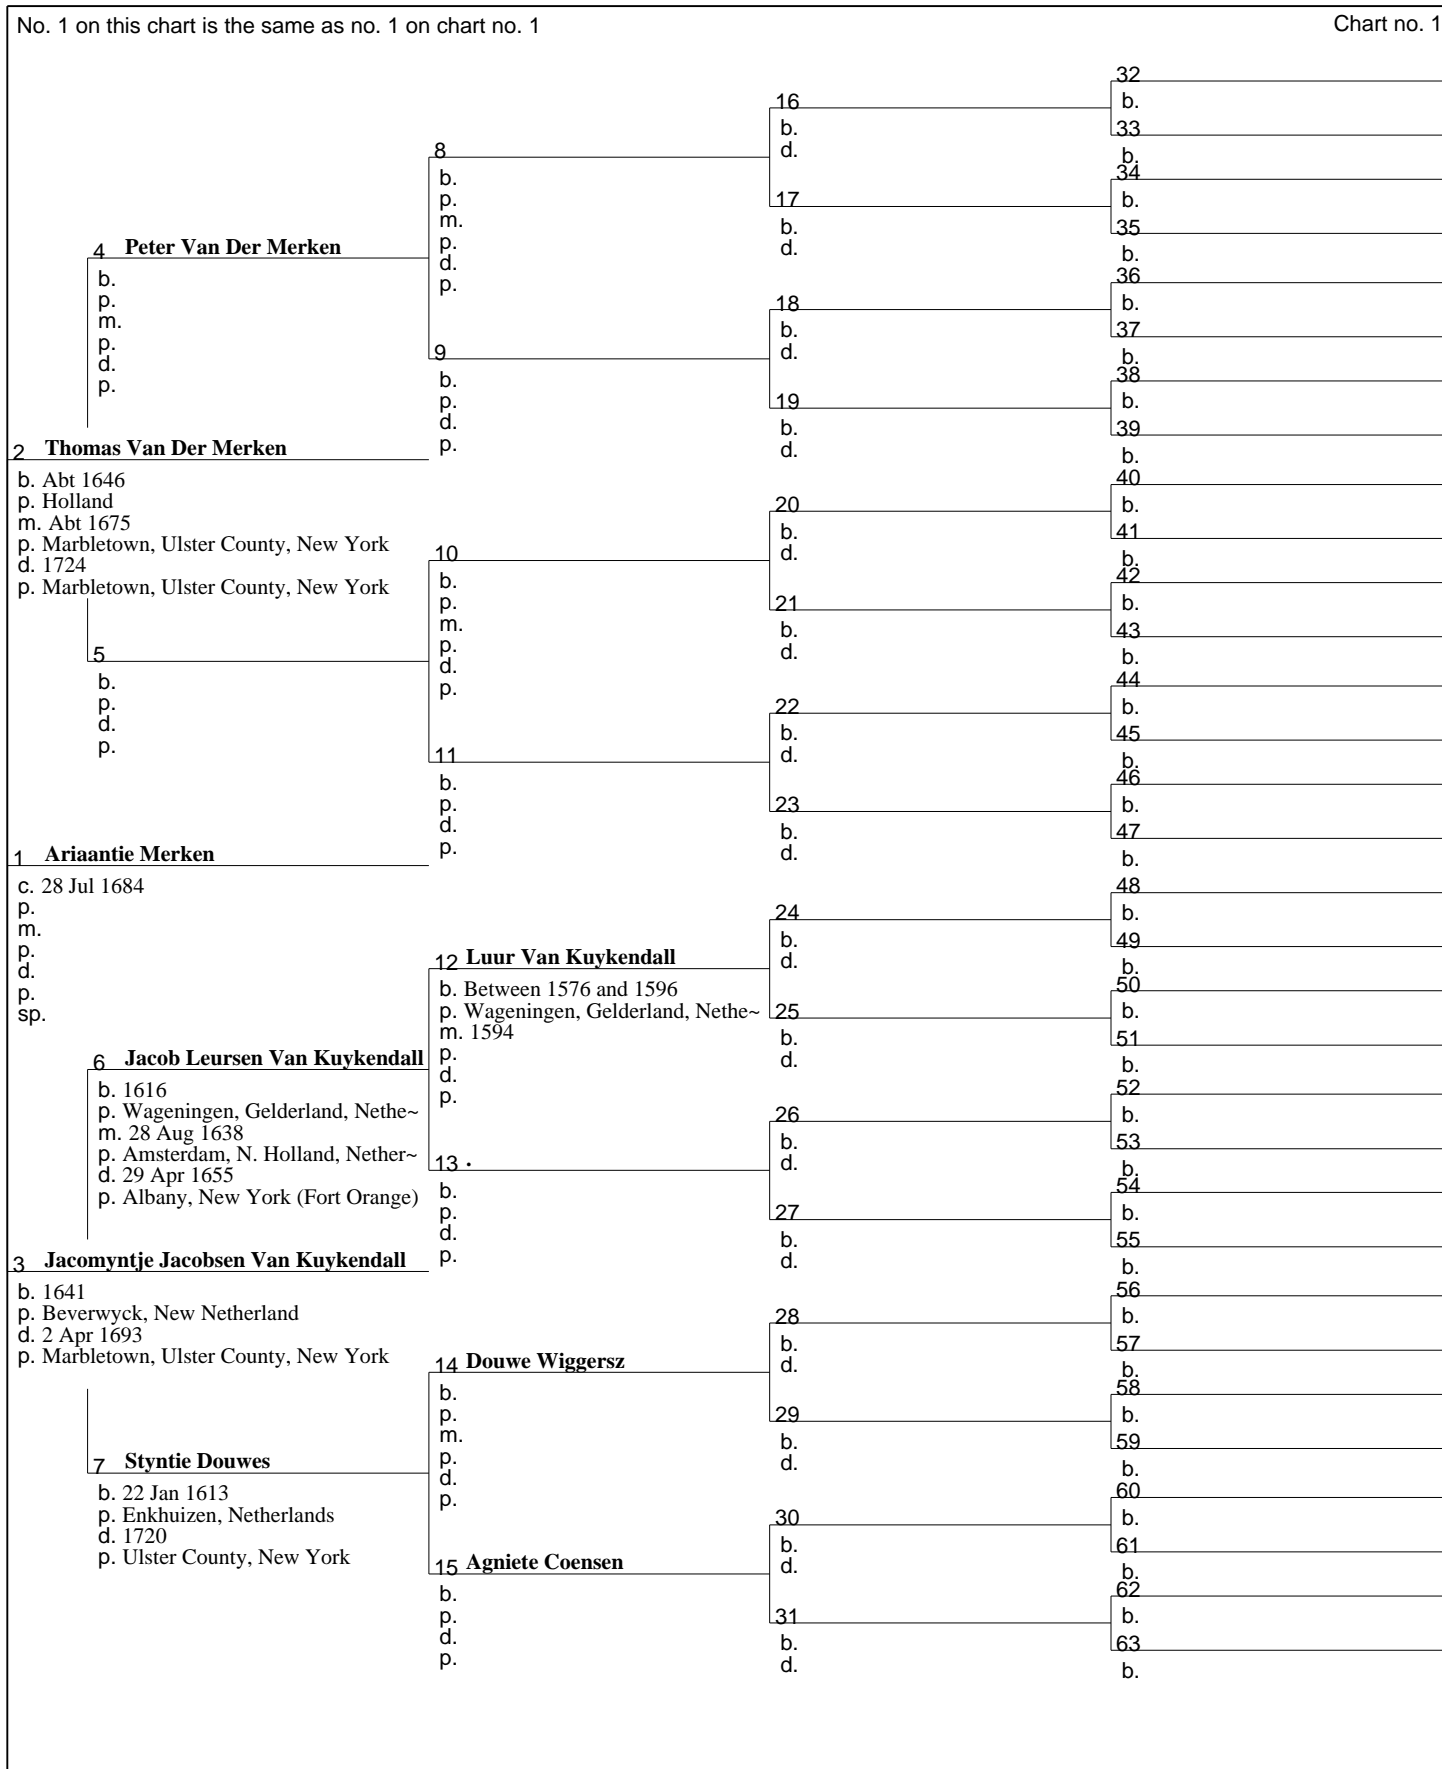 No. 1 on this chart is the same as no. 1 on chart no. 1
Chart no. 1
1 Ariaantie Merken
c. 28 Jul 1684
p.
m.
p.
d.
p.
sp.
2 Thomas Van Der Merken
b. Abt 1646
p. Holland
m. Abt 1675
p. Marbletown, Ulster County, New York
d. 1724
p. Marbletown, Ulster County, New York
3 Jacomyntje Jacobsen Van Kuykendall
b. 1641
p. Beverwyck, New Netherland
d. 2 Apr 1693
p. Marbletown, Ulster County, New York
4 Peter Van Der Merken
b.
p.
m.
p.
d.
p.
5
b.
p.
d.
p.
6 Jacob Leursen Van Kuykendall
b. 1616
p. Wageningen, Gelderland, Nethe~
m. 28 Aug 1638
p. Amsterdam, N. Holland, Nether~
d. 29 Apr 1655
p. Albany, New York (Fort Orange)
7 Styntie Douwes
b. 22 Jan 1613
p. Enkhuizen, Netherlands
d. 1720
p. Ulster County, New York
8
b.
p.
m.
p.
d.
p.
9
b.
p.
d.
p.
10
b.
p.
m.
p.
d.
p.
11
b.
p.
d.
p.
12 Luur Van Kuykendall
b. Between 1576 and 1596
p. Wageningen, Gelderland, Nethe~
m. 1594
p.
d.
p.
13 .
b.
p.
d.
p.
14 Douwe Wiggersz
b.
p.
m.
p.
d.
p.
15 Agniete Coensen
b.
p.
d.
p.
16
b.
d.
17
b.
d.
18
b.
d.
19
b.
d.
20
b.
d.
21
b.
d.
22
b.
d.
23
b.
d.
24
b.
d.
25
b.
d.
26
b.
d.
27
b.
d.
28
b.
d.
29
b.
d.
30
b.
d.
31
b.
d.
32
b.
33
b.
34
b.
35
b.
36
b.
37
b.
38
b.
39
b.
40
b.
41
b.
42
b.
43
b.
44
b.
45
b.
46
b.
47
b.
48
b.
49
b.
50
b.
51
b.
52
b.
53
b.
54
b.
55
b.
56
b.
57
b.
58
b.
59
b.
60
b.
61
b.
62
b.
63
b.